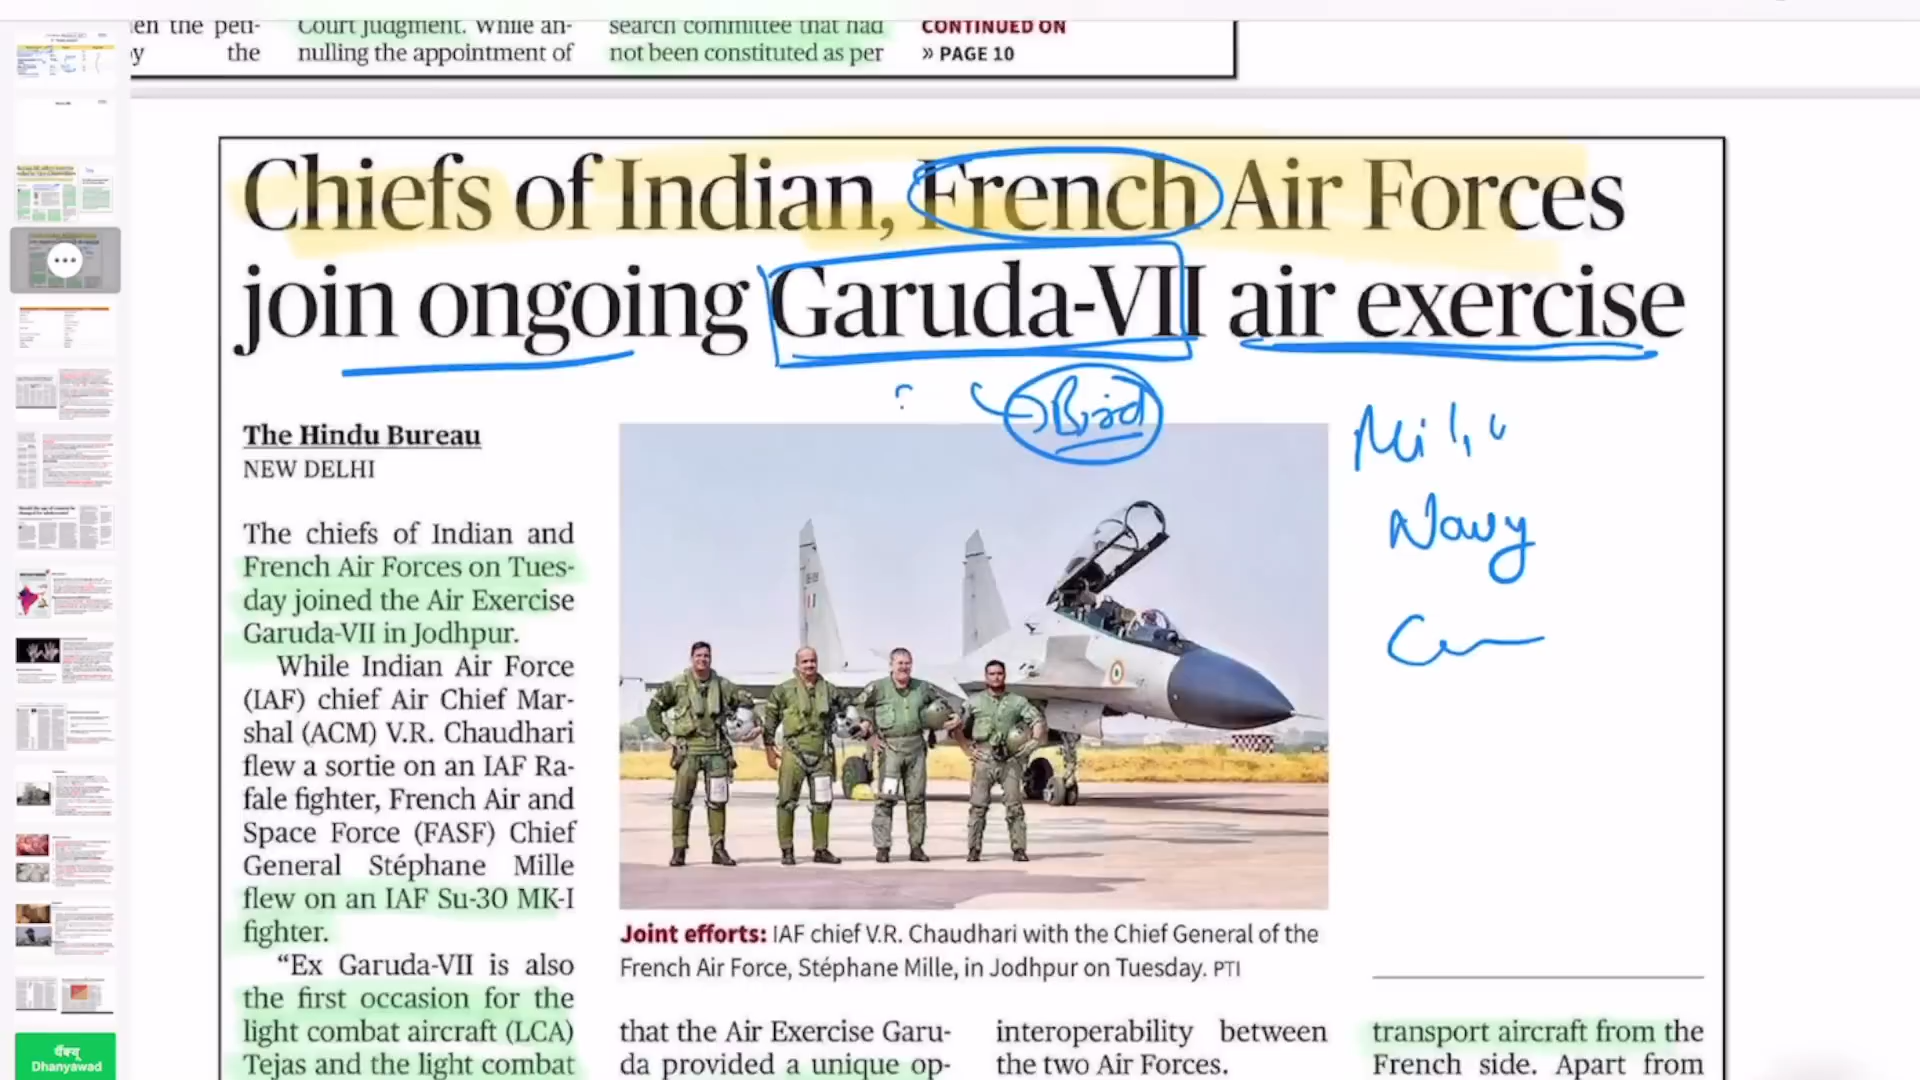 en the peti-
the
Court judgment. While an-
nulling the appointment of
search committee that had
not been constituted as per
CONTINUED ON
» PAGE 10
Chiefs of Indian, French Air Forces
join ongoing Garuda-VII air exercise
Bird
Navy
The Hindu Bureau
NEW DELHI
The chiefs of Indian and
French Air Forces on Tues-
day joined the Air Exercise
Garuda-VII in Jodhpur.
While Indian Air Force
(IAF) chief Air Chief Mar-
shal (ACM) V.R. Chaudhari
flew a sortie on an IAF Ra-
fale fighter, French Air and
Space Force (FASF) Chief
General Stéphane Mille
flew on an IAF Su-30 MK-I
fighter.
“Ex Garuda-VII is also
the first occasion for the
light combat aircraft (LCA)
Tejas and the light combat
Joint efforts: IAF chief V.R. Chaudhari with the Chief General of the
French Air Force, Stéphane Mille, in Jodhpur on Tuesday. PTI
that the Air Exercise Garu-
da provided a unique op-
interoperability between
the two Air Forces.
transport aircraft from the
French side. Apart from
थैंक्यू
Dhanyawad